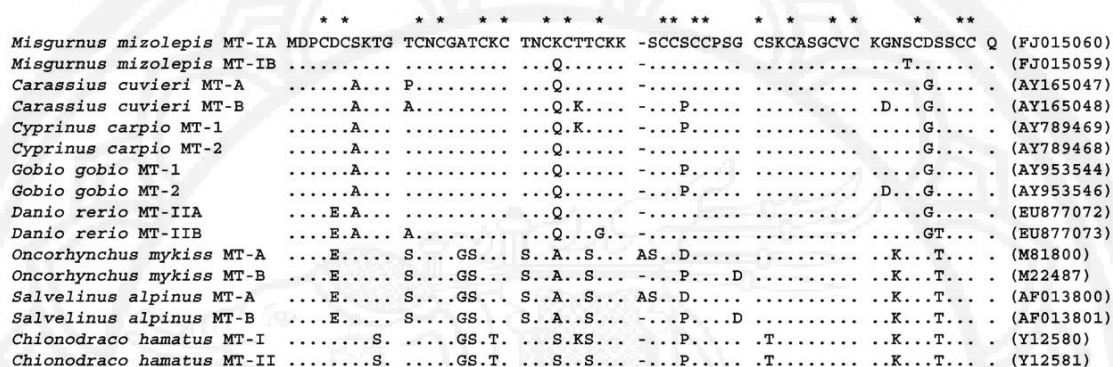 * * * * * * * * * ** ** * * * * * **
Misgurnus mizolepis MT-IA MDPCDCSKTG TCNCGATCKC TNCKCTTCKK -SCCSCCPSG CSKCASGCVC KGNSCDSSCC Q (FJ015060)
Misgurnus mizolepis MT-IB .......... .......... ...Q...... -......... .......... ...T...... . (FJ015059)
Carassius cuvieri MT-A ......A... P......... ...Q...... -......... .......... .....G.... . (AY165047)
Carassius cuvieri MT-B ......A... A......... ...Q.K.... -...P..... .......... .D...G.... . (AY165048)
Cyprinus carpio MT-1 ......A... .......... ...Q.K.... -...P..... .......... .....G.... . (AY789469)
Cyprinus carpio MT-2 ......A... .......... ...Q...... -......... .......... .....G.... . (AY789468)
Gobio gobio MT-1 ......A... .......... ...Q...... -...P..... .......... .....G.... . (AY953544)
Gobio gobio MT-2 ......A... .......... ...Q...... -...P..... .......... .D...G.... . (AY953546)
Danio rerio MT-IIA ....E.A... .......... ...Q...... -......... .......... .....G.... . (EU877072)
Danio rerio MT-IIB ....E.A... A......... ...Q...G.. -......... .......... .....GT... . (EU877073)
Oncorhynchus mykiss MT-A ....E..... S....GS... S..A..S... AS..D..... .......... ..K...T... . (M81800)
Oncorhynchus mykiss MT-B ....E..... S....GS... S..A..S... -...P....D .......... ..K...T... . (M22487)
Salvelinus alpinus MT-A ....E..... S....GS... S..A..S... AS..D..... .......... ..K...T... . (AF013800)
Salvelinus alpinus MT-B ....E..... S....GS... S..A..S... -...P....D .......... ..K...T... . (AF013801)
Chionodraco hamatus MT-I ........S. .....GS.T. ...S.KS... -...P..... .T........ ..K...T... . (Y12580)
Chionodraco hamatus MT-II ........S. .....GS... ...S..S... -...P..... .T........ ..K...T... . (Y12581)